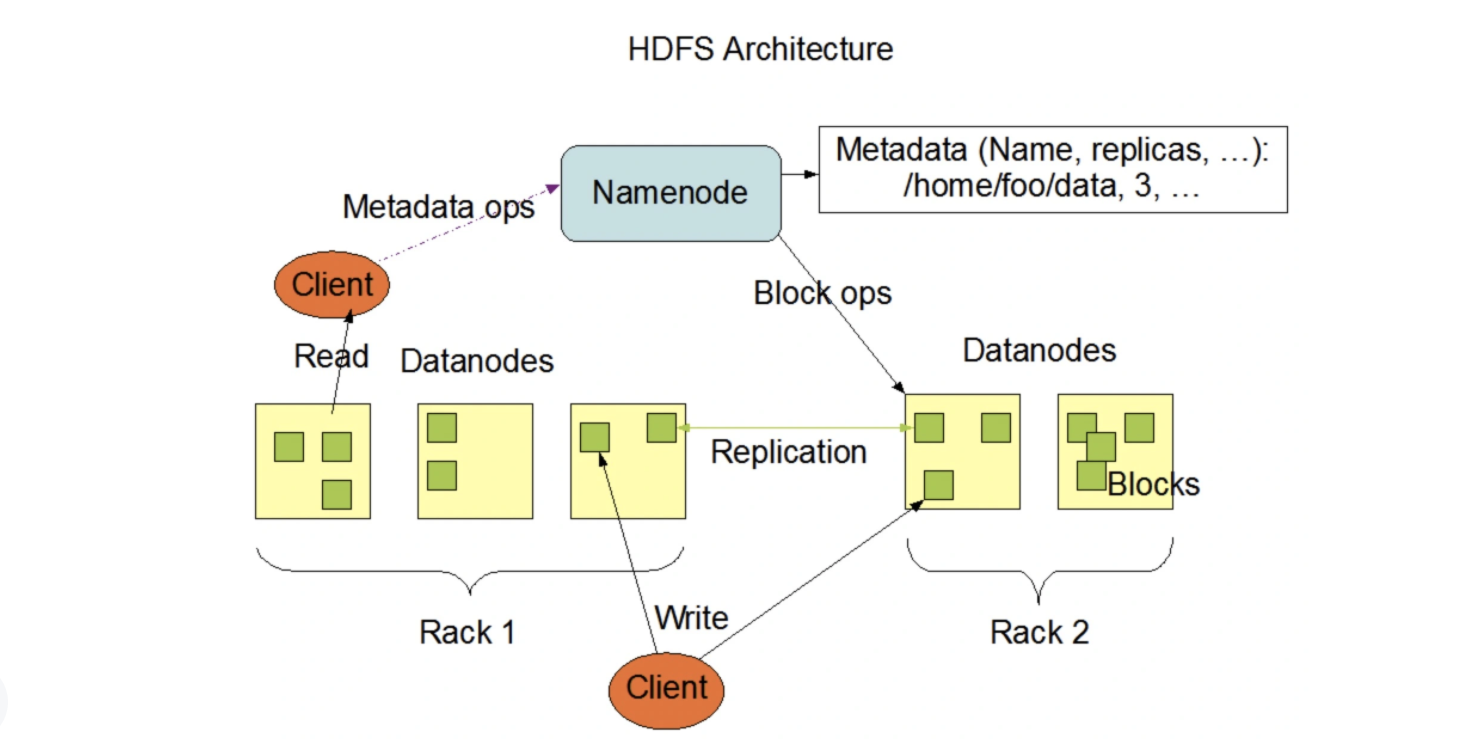 HDFS Architecture
Metadata (Name, replicas, …):
/home/foo/data, 3, …
Namenode
Metadata ops
Client
Block ops
Read
Datanodes
Datanodes
Replication
Blocks
Rack 1
Write
Rack 2
Client